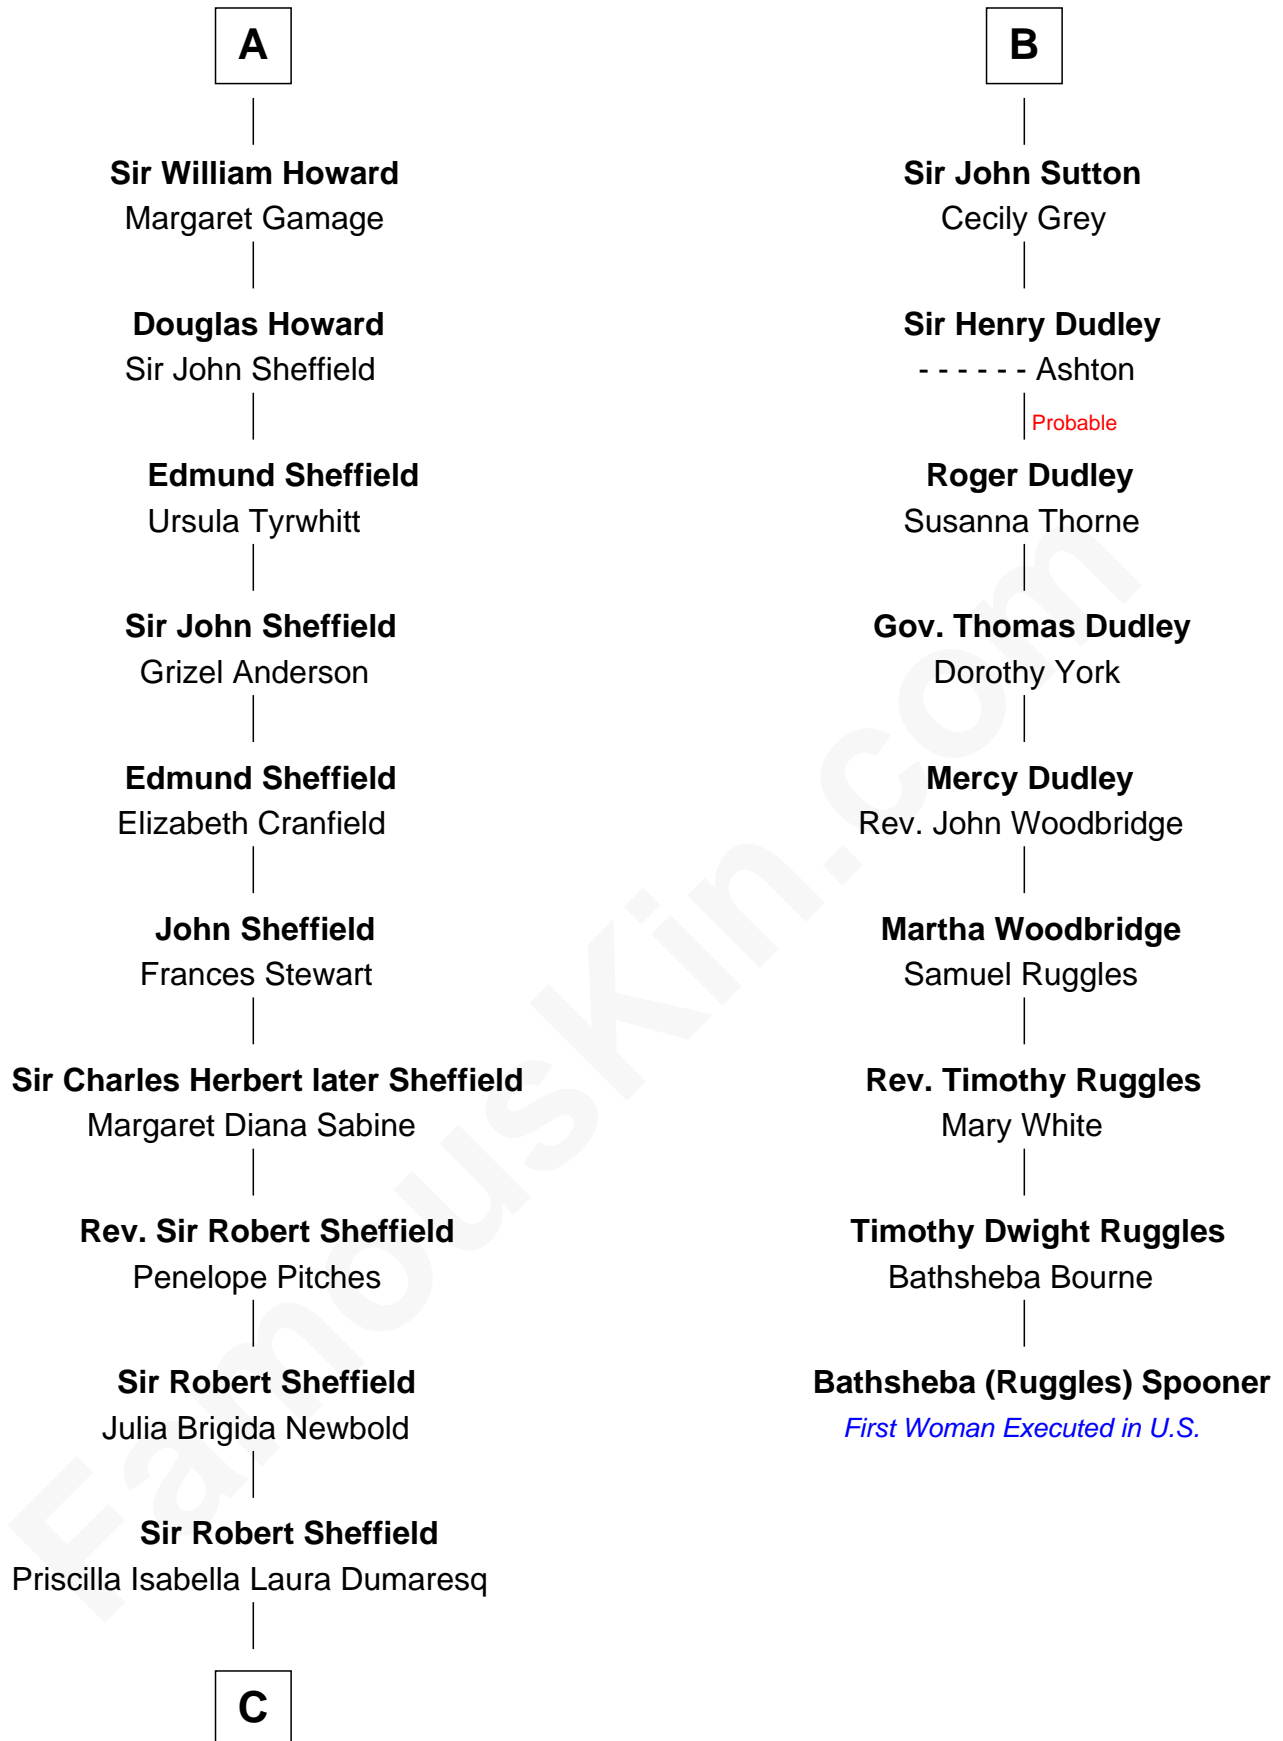 A
Sir William Howard
Margaret Gamage
Douglas Howard
Sir John Sheffield
Edmund Sheffield
Ursula Tyrwhitt
Sir John Sheffield
Grizel Anderson
Edmund Sheffield
Elizabeth Cranfield
John Sheffield
Frances Stewart
Sir Charles Herbert later Sheffield
Margaret Diana Sabine
Rev. Sir Robert Sheffield
Penelope Pitches
Sir Robert Sheffield
Julia Brigida Newbold
Sir Robert Sheffield
Priscilla Isabella Laura Dumaresq
C
B
Sir John Sutton
Cecily Grey
Sir Henry Dudley
- - - - - - Ashton
Probable
Roger Dudley
Susanna Thorne
Gov. Thomas Dudley
Dorothy York
Mercy Dudley
Rev. John Woodbridge
Martha Woodbridge
Samuel Ruggles
Rev. Timothy Ruggles
Mary White
Timothy Dwight Ruggles
Bathsheba Bourne
Bathsheba (Ruggles) Spooner
First Woman Executed in U.S.
FamousKin.com